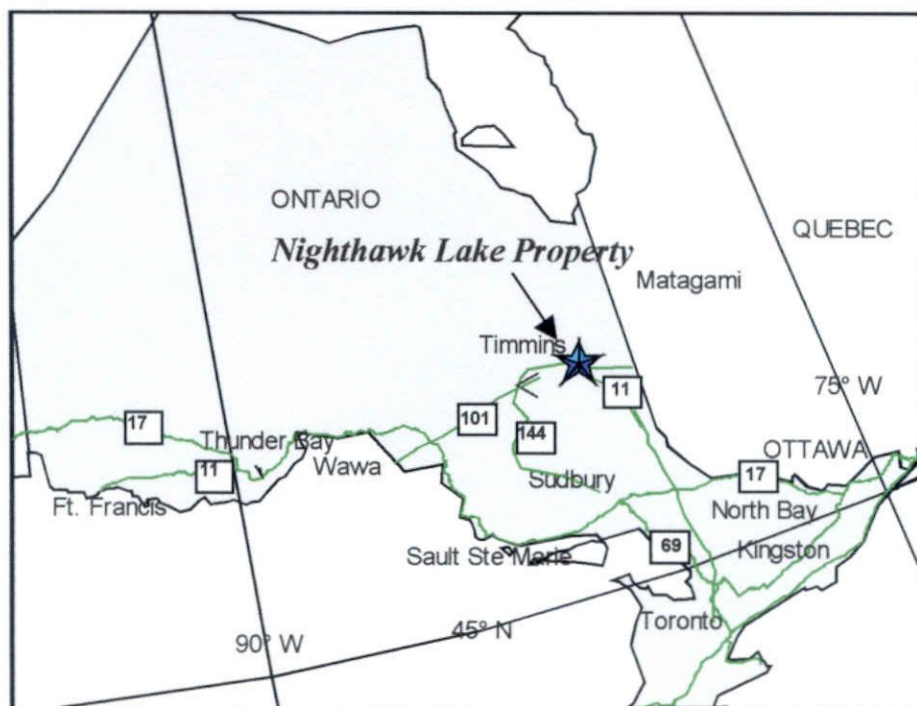 ONTARIO
QUEBEC
Nighthawk Lake Property
Matagami
Timmins
75° W
11
101
17
144
Thunder Bay
OTTAWA
Wawa
11
Sudbury
17
Ft. Francis
North Bay
Sault Ste Marie
69
Kingston
Toronto
45° N
90° W